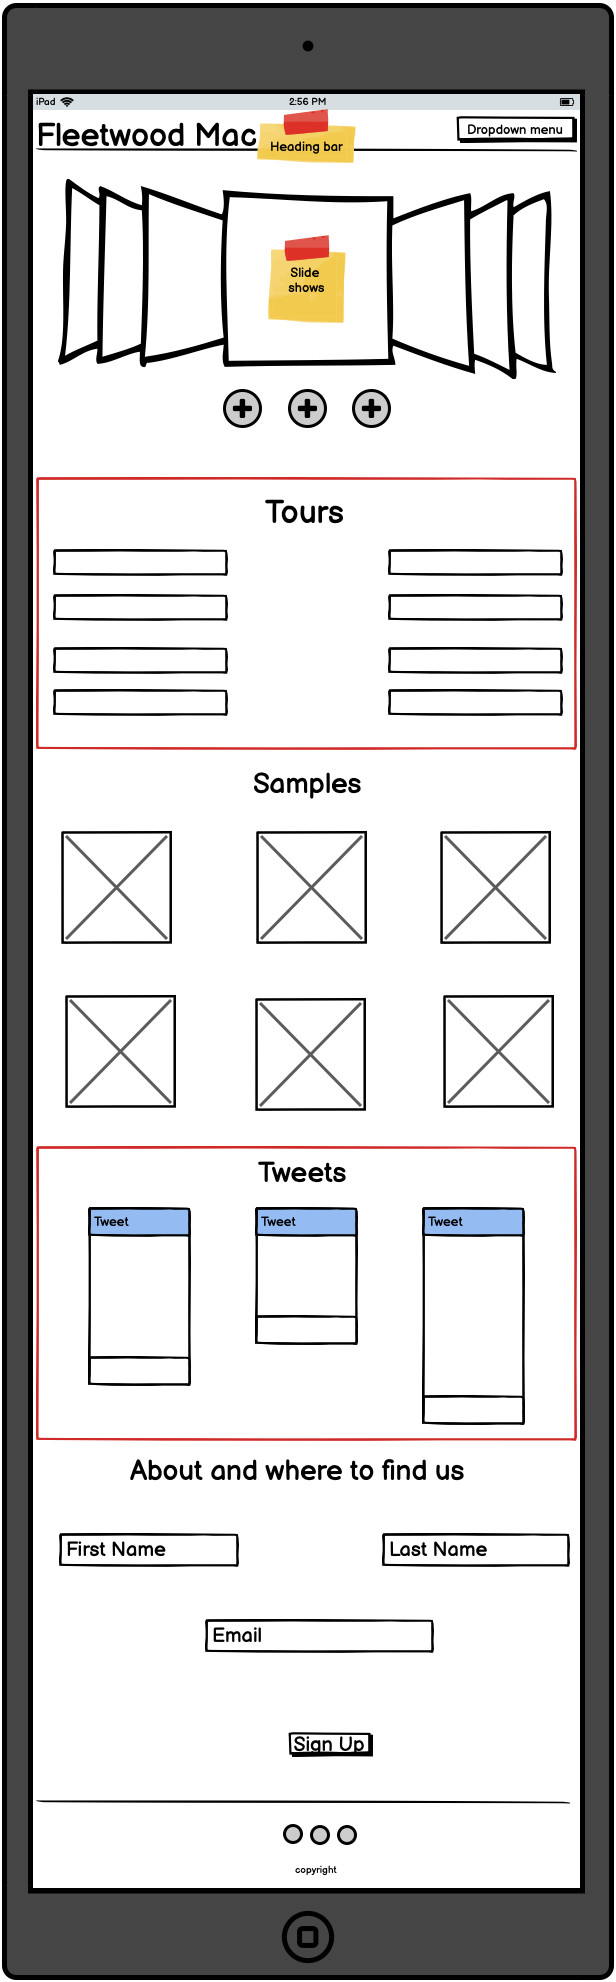 iPad 2:56 PM
Fleetwood Mac
Heading bar
Dropdown menu
Slide
shows
Tours
Samples
Tweets
Tweet Tweet Tweet
About and where to find us
First Name Last Name
Email
Sign Up
copyright